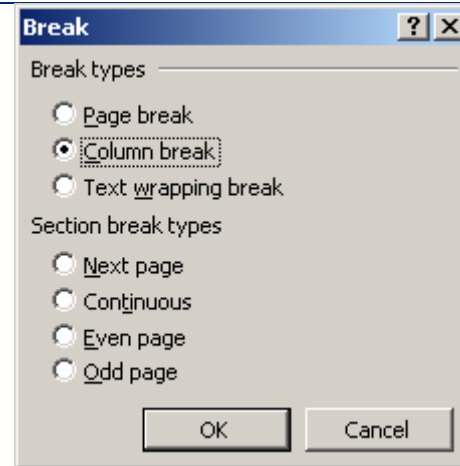 Break
Break types
Page break
Column break
Text wrapping break
Section break types
Next page
Continuous
Even page
Odd page
OK Cancel